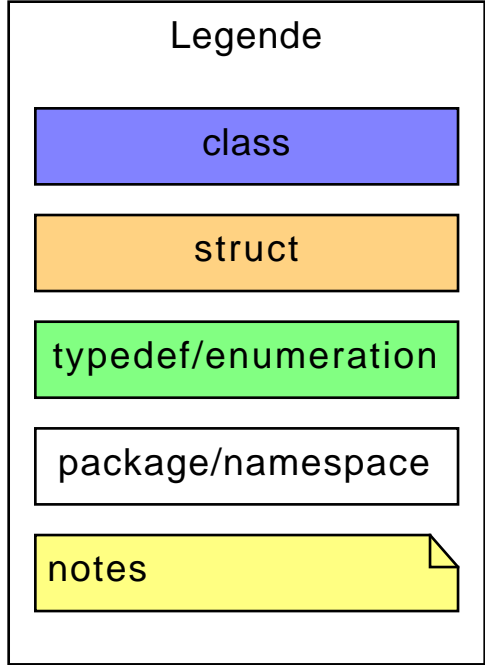 Legende
class
struct
typedef/enumeration
package/namespace
notes